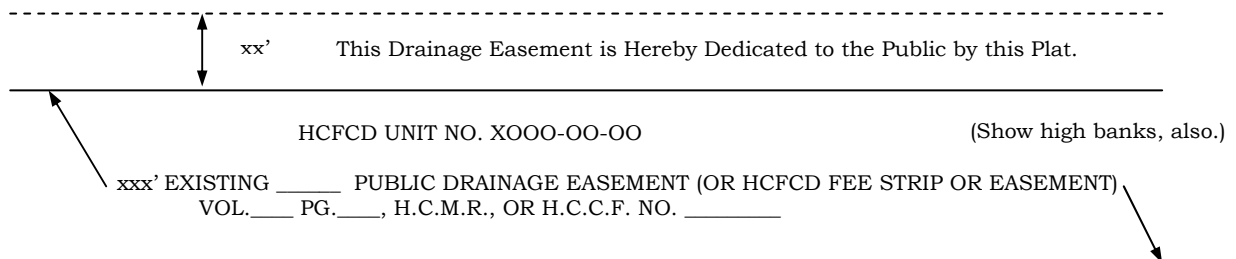 xx’ This Drainage Easement is Hereby Dedicated to the Public by this Plat.
HCFCD UNIT NO. XOOO-OO-OO (Show high banks, also.)
xxx’ EXISTING ______ PUBLIC DRAINAGE EASEMENT (OR HCFCD FEE STRIP OR EASEMENT)
VOL.____ PG.____, H.C.M.R., OR H.C.C.F. NO. _________